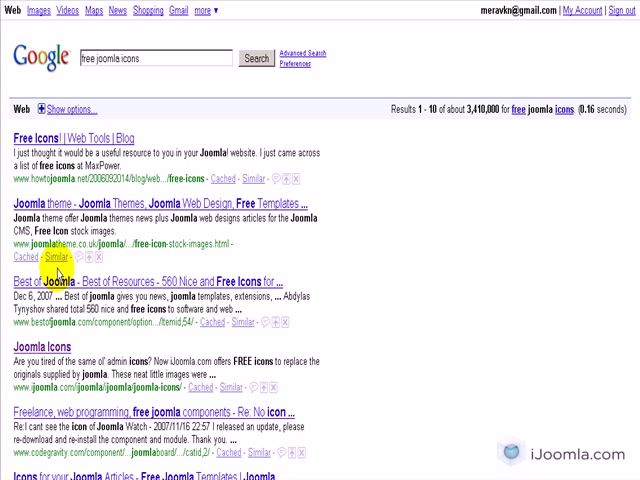 Web Images Videos Maps News Shopping Gmail more ▼ meravkn@gmail.com | My Account | Sign out
Google free joomla icons Search Advanced Search
Preferences
Web + Show options... Results 1 - 10 of about 3,410,000 for free joomla icons. (0.16 seconds)
Free Icons! | Web Tools | Blog
I just thought it would be a useful resource to you in your Joomla! website. I just came across
a list of free icons at MaxPower.
www.howtojoomla.net/2006092014/blog/web.../free-icons - Cached - Similar
Joomla theme - Joomla Themes, Joomla Web Design, Free Templates ...
Joomla theme offer Joomla themes news plus Joomla web designs articles for the Joomla
CMS, Free Icon stock images.
www.joomlatheme.co.uk/joomla/.../free-icon-stock-images.html -
Cached - Similar
Best of Joomla - Best of Resources - 560 Nice and Free Icons for ...
Dec 6, 2007 ... Best of joomla gives you news, joomla templates, extensions, ... Abdylas
Tynyshov shared total 560 nice and free icons to software and web ...
www.bestofjoomla.com/component/option.../Itemid,54/ - Cached - Similar
Joomla Icons
Are you tired of the same ol' admin icons? Now iJoomla.com offers FREE icons to replace the
originals supplied by joomla. These neat little images were ...
www.ijoomla.com/ijoomla/joomla/joomla-icons/ - Cached - Similar
Freelance, web programming, free joomla components - Re: No icon ...
Re:I cant see the icon of Joomla Watch - 2007/11/16 22:57 I released an update, please
re-download and re-install the component and module. Thank you. ...
www.codegravity.com/component/...joomlaboard/.../catid,2/ - Cached - Similar
Icons for your Joomla Articles - Free Joomla Templates | Joomla
iJoomla.com